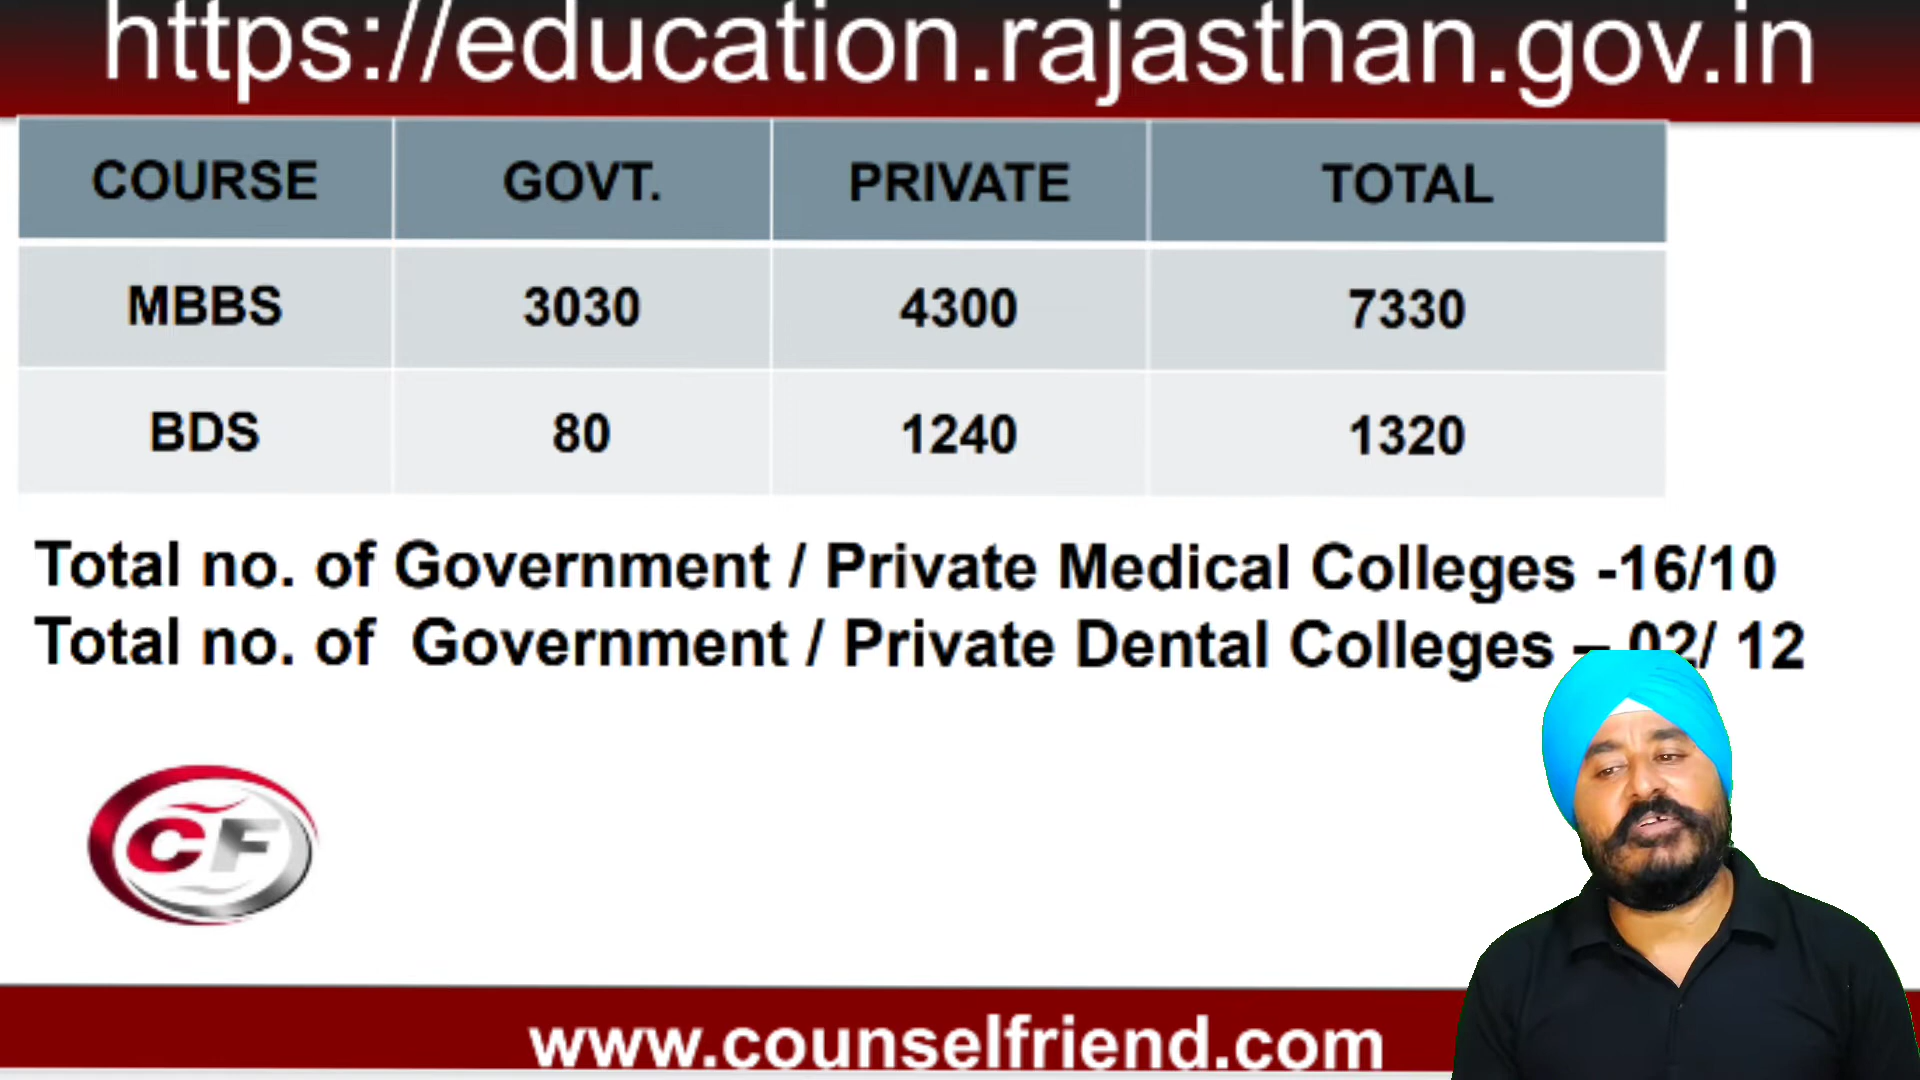 https://education.rajasthan.gov.in
COURSE GOVT. PRIVATE TOTAL
MBBS 3030 4300 7330
BDS 80 1240 1320
Total no. of Government / Private Medical Colleges -16/10
Total no. of Government / Private Dental Colleges – 02/ 12
CF
www.counselfriend.com